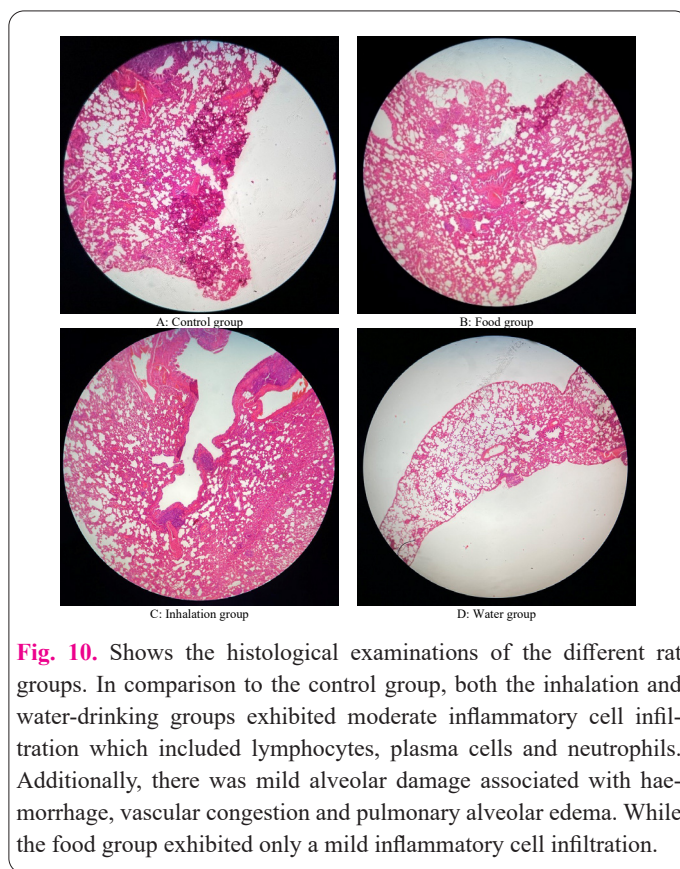 A: Control group
B: Food group
C: Inhalation group
D: Water group
Fig. 10. Shows the histological examinations of the different rat
groups. In comparison to the control group, both the inhalation and
water-drinking groups exhibited moderate inflammatory cell infil-
tration which included lymphocytes, plasma cells and neutrophils.
Additionally, there was mild alveolar damage associated with hae-
morrhage, vascular congestion and pulmonary alveolar edema. While
the food group exhibited only a mild inflammatory cell infiltration.